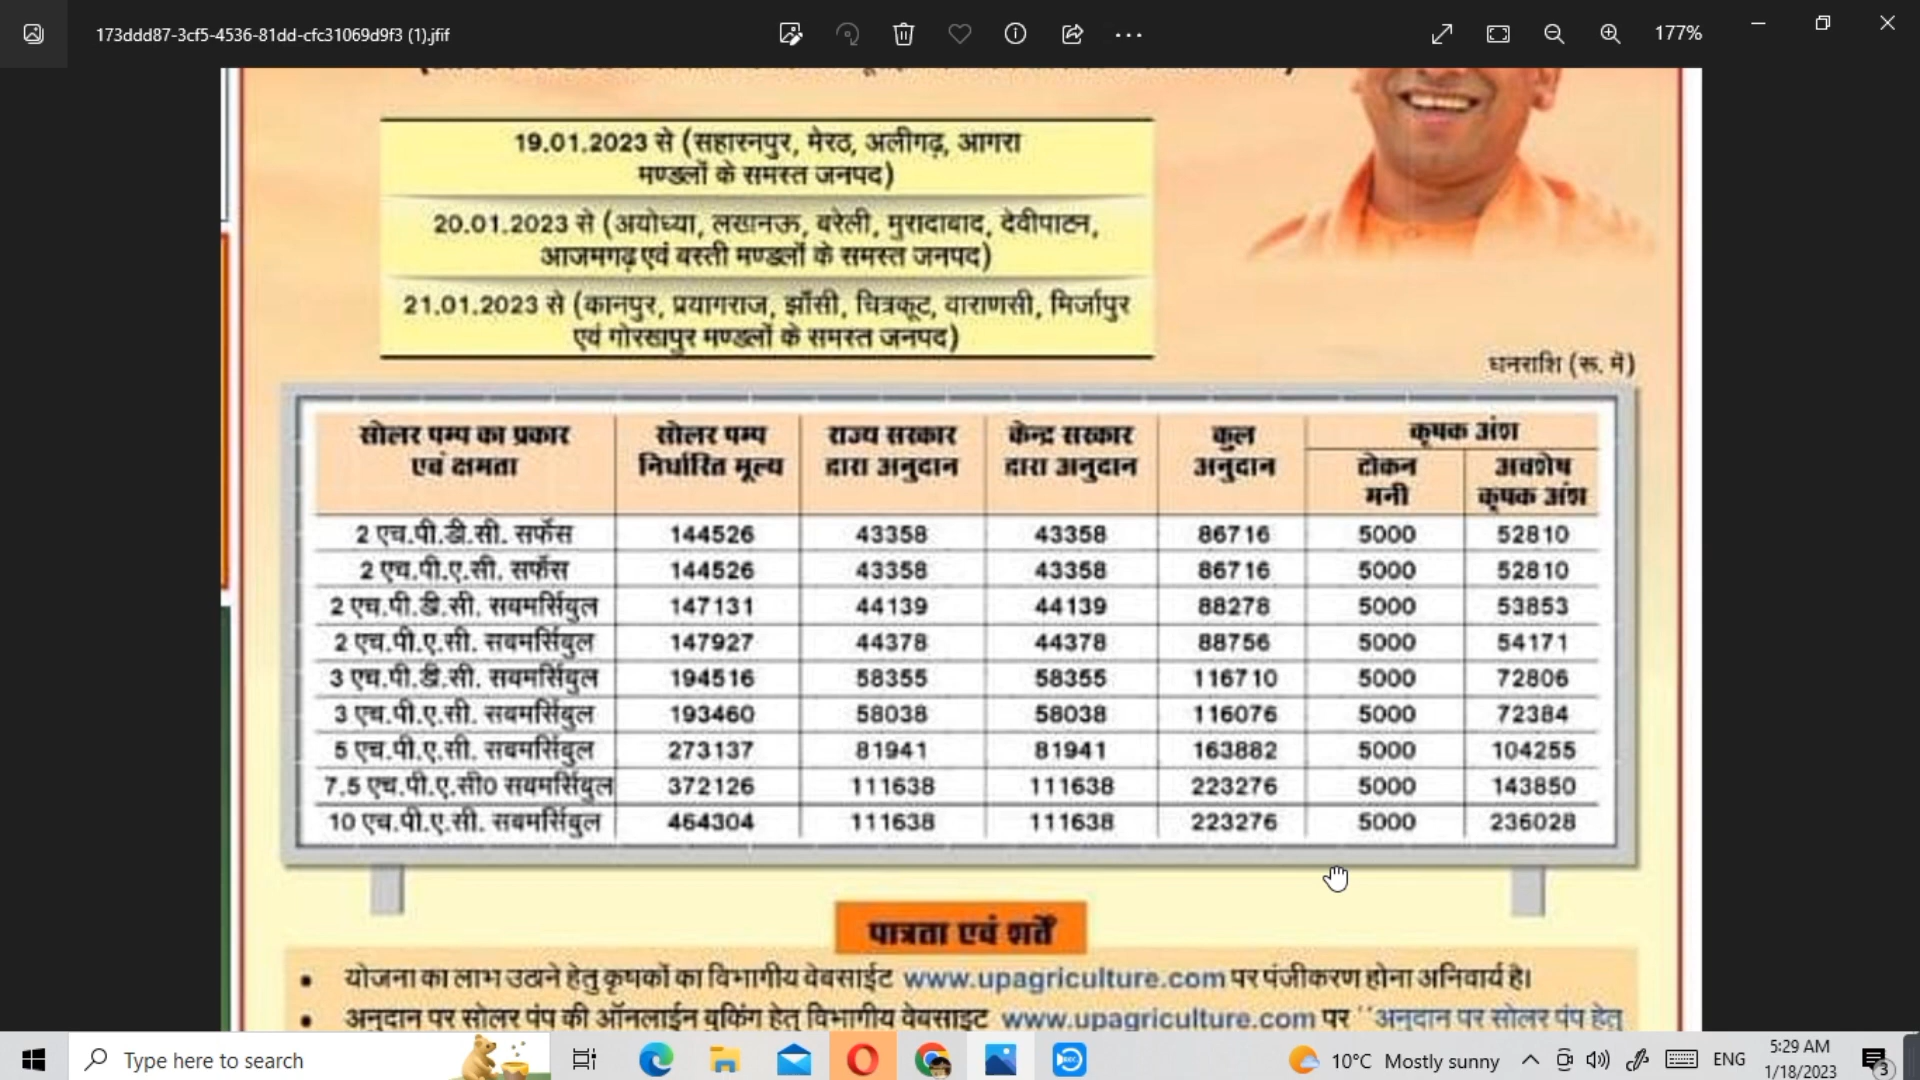 173ddd87-3cf5-4536-81dd-cfc31069d9f3 (1).jfif
177%
19.01.2023 से (सहारनपुर, मेरठ, अलीगढ़, आगरा
मण्डलों के समस्त जनपद)
20.01.2023 से (अयोध्या, लखनऊ, बरेली, मुरादाबाद, देवीपाटन,
आजमगढ़ एवं बस्ती मण्डलों के समस्त जनपद)
21.01.2023 से (कानपुर, प्रयागराज, झाँसी, चित्रकूट, वाराणसी, मिर्जापुर
एवं गोरखपुर मण्डलों के समस्त जनपद)
धनराशि (रू. में)
सोलर पम्प का प्रकार एवं क्षमता | सोलर पम्प निर्धारित मूल्य | राज्य सरकार द्वारा अनुदान | केन्द्र सरकार द्वारा अनुदान | कुल अनुदान | कृषक अंश
टोकन मनी | अवशेष कृषक अंश
2 एच.पी.डी.सी. सर्फेस 144526 43358 43358 86716 5000 52810
2 एच.पी.ए.सी. सर्फेस 144526 43358 43358 86716 5000 52810
2 एच.पी.डी.सी. सबमर्सिबुल 147131 44139 44139 88278 5000 53853
2 एच.पी.ए.सी. सबमर्सिबुल 147927 44378 44378 88756 5000 54171
3 एच.पी.डी.सी. सबमर्सिबुल 194516 58355 58355 116710 5000 72806
3 एच.पी.ए.सी. सबमर्सिबुल 193460 58038 58038 116076 5000 72384
5 एच.पी.ए.सी. सबमर्सिबुल 273137 81941 81941 163882 5000 104255
7.5 एच.पी.ए.सी0 सबमर्सिबुल 372126 111638 111638 223276 5000 143850
10 एच.पी.ए.सी. सबमर्सिबुल 464304 111638 111638 223276 5000 236028
पात्रता एवं शर्तें
• योजना का लाभ उठाने हेतु कृषकों का विभागीय वेबसाईट www.upagriculture.com पर पंजीकरण होना अनिवार्य है।
• अनुदान पर सोलर पंप की ऑनलाईन बुकिंग हेतु विभागीय वेबसाइट www.upagriculture.com पर ''अनुदान पर सोलर पंप हेतु
Type here to search
10°C Mostly sunny
ENG
5:29 AM
1/18/2023
3